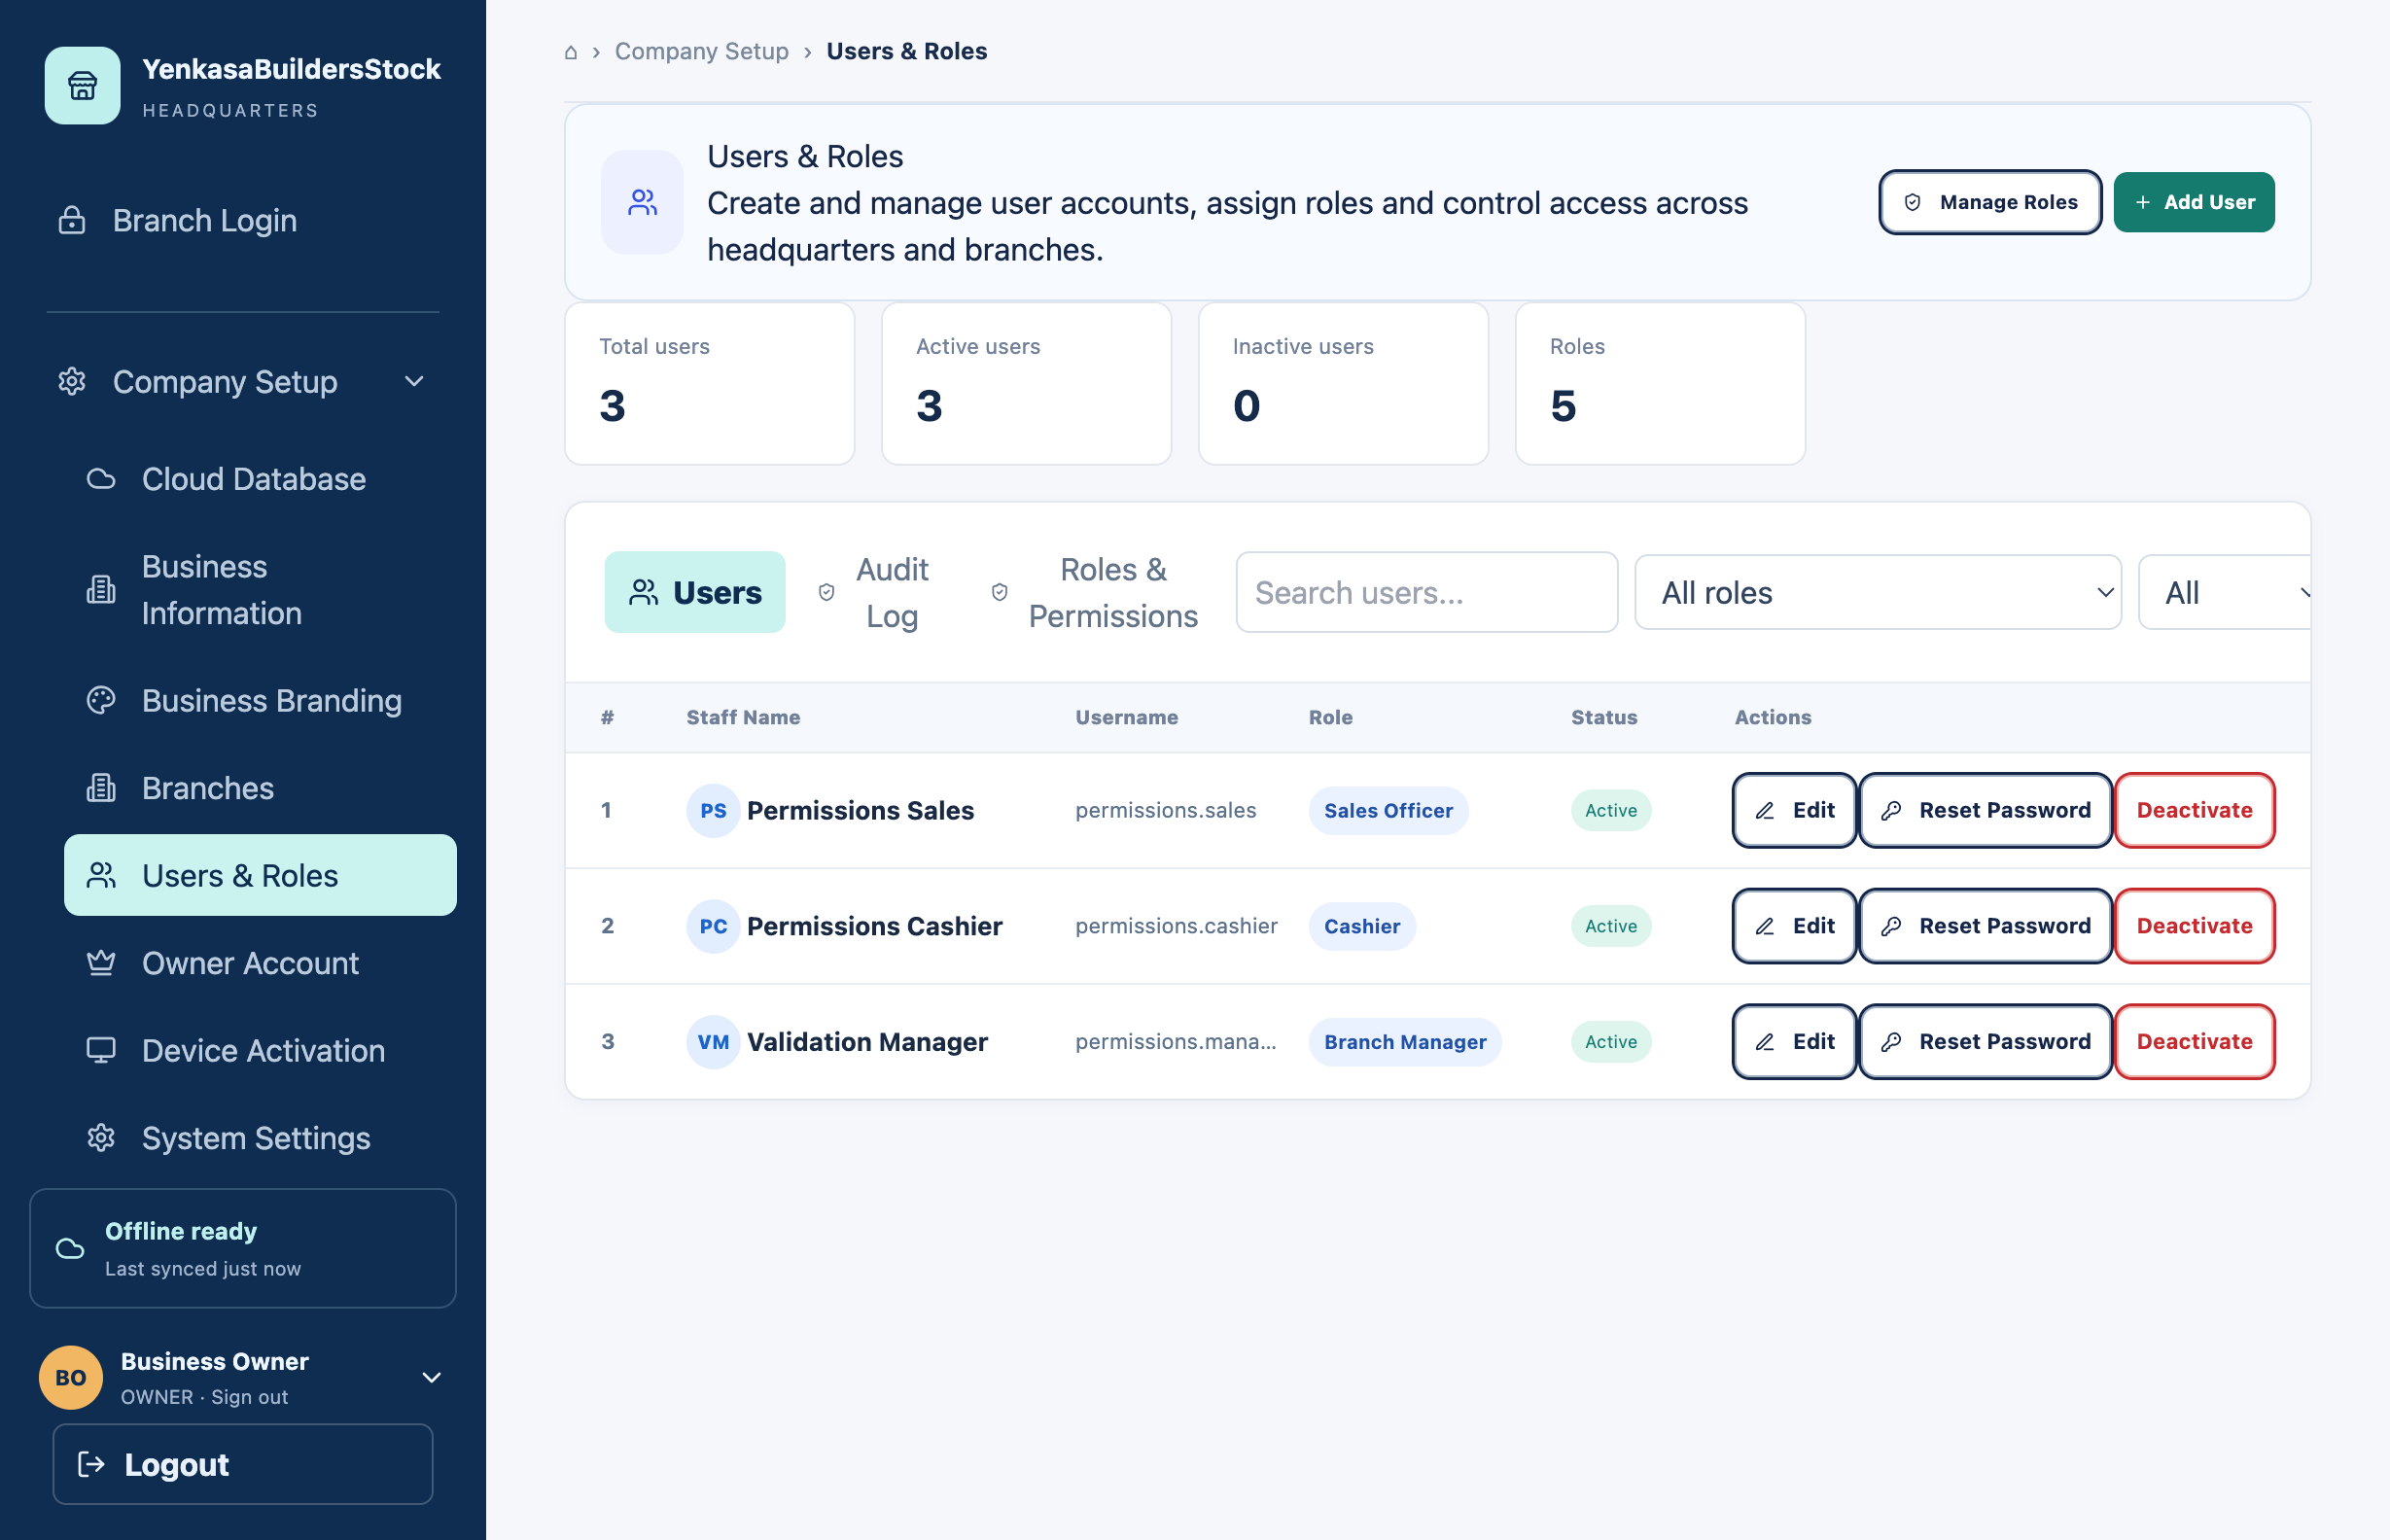 YenkasaBuildersStock
HEADQUARTERS
Branch Login
Company Setup
Cloud Database
Business
Information
Business Branding
Branches
Users & Roles
Owner Account
Device Activation
System Settings
Offline ready
Last synced just now
BO
Business Owner
OWNER · Sign out
Logout
› Company Setup › Users & Roles
Users & Roles
Create and manage user accounts, assign roles and control access across
headquarters and branches.
Manage Roles
+ Add User
Total users
3
Active users
3
Inactive users
0
Roles
5
Users
Audit
Log
Roles &
Permissions
Search users...
All roles
All
# Staff Name Username Role Status Actions
1 PS Permissions Sales permissions.sales Sales Officer Active Edit Reset Password Deactivate
2 PC Permissions Cashier permissions.cashier Cashier Active Edit Reset Password Deactivate
3 VM Validation Manager permissions.mana... Branch Manager Active Edit Reset Password Deactivate